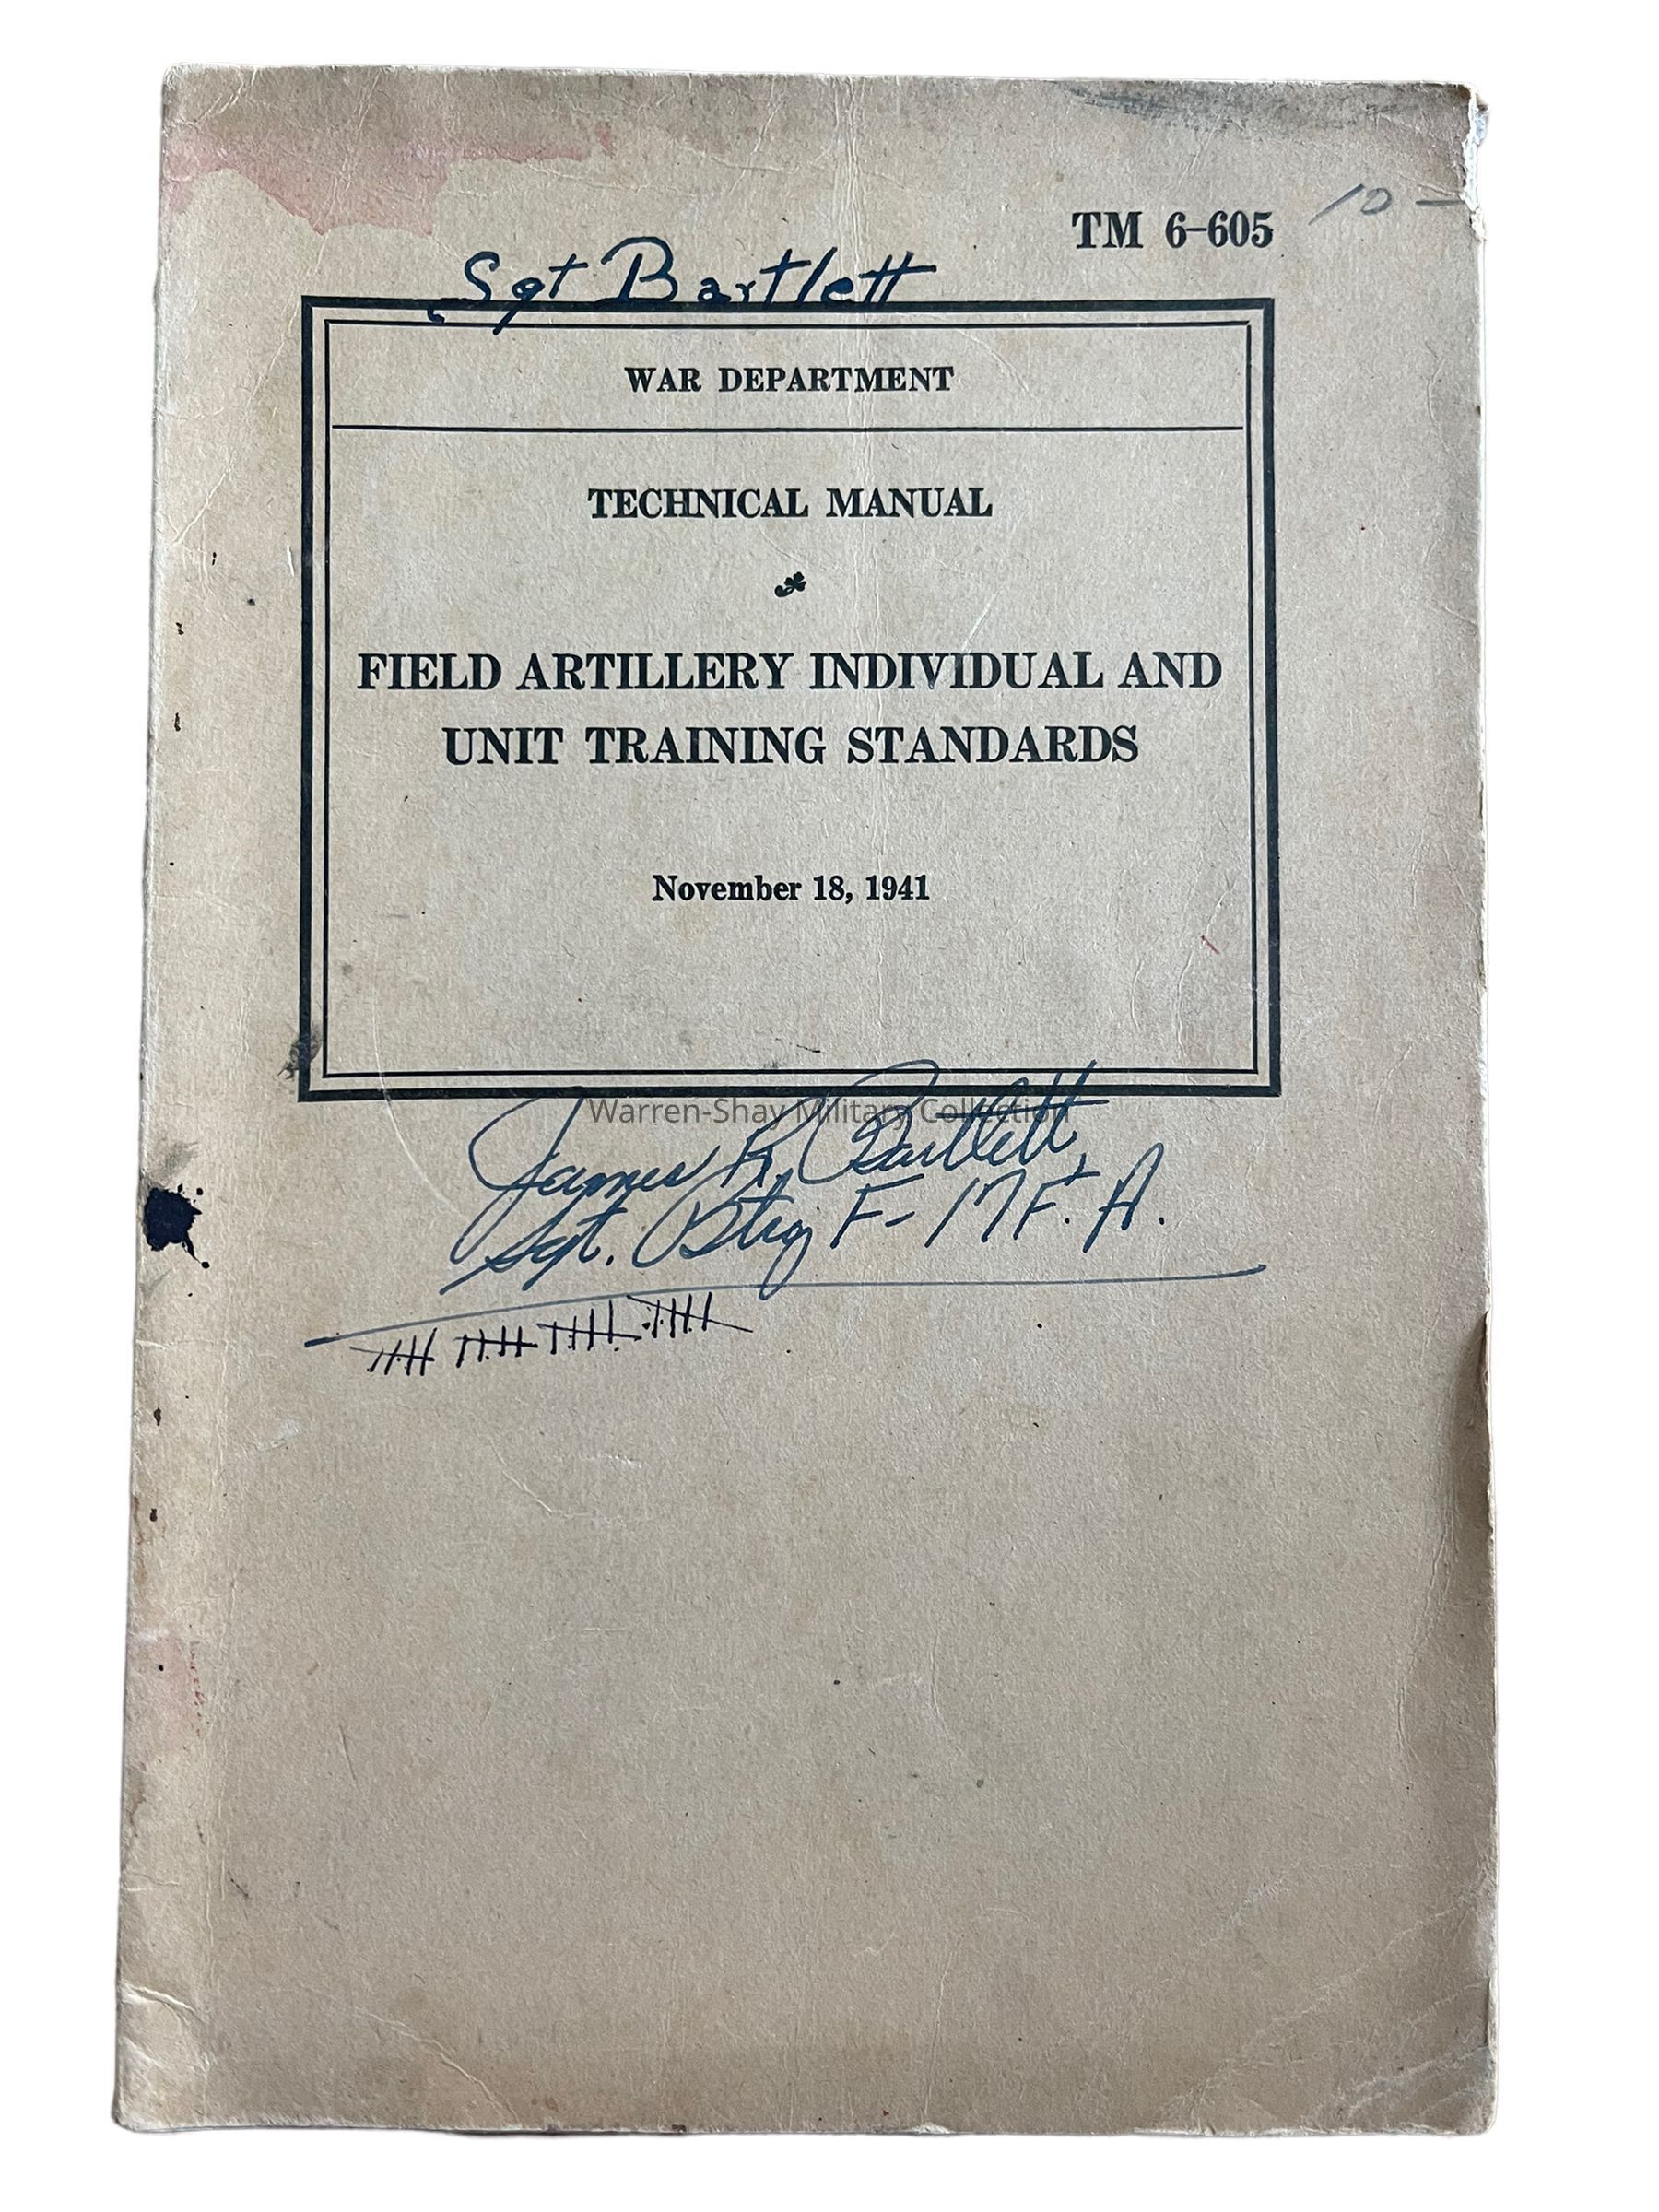 TM 6-605
10-
Sgt Bartlett
WAR DEPARTMENT
TECHNICAL MANUAL
FIELD ARTILLERY INDIVIDUAL AND
UNIT TRAINING STANDARDS
November 18, 1941
Warren-Shay Military Collection
James R. Bartlett,
Sgt. Btry F- 17 F. A.